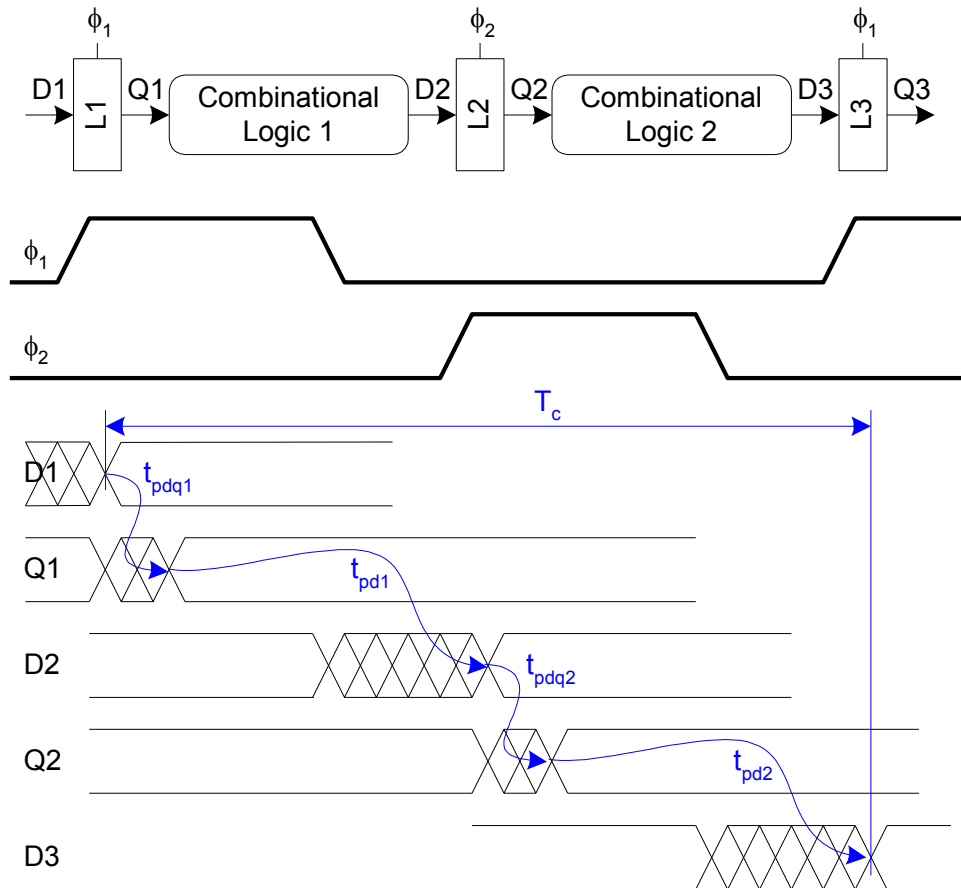 ϕ1 ϕ2 ϕ1
D1 L1 Q1 Combinational Logic 1 D2 L2 Q2 Combinational Logic 2 D3 L3 Q3
ϕ1
ϕ2
Tc
D1 tpdq1
Q1 tpd1
D2 tpdq2
Q2 tpd2
D3